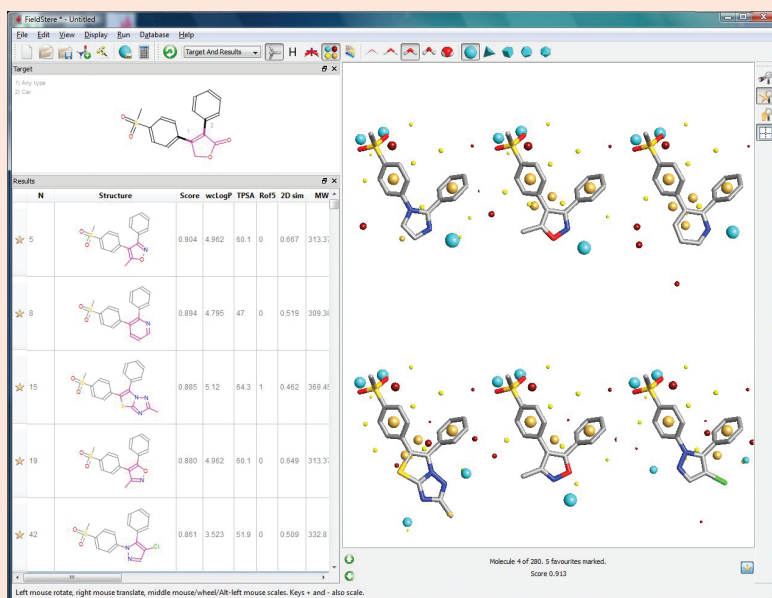 FieldStere * - Untitled
File Edit View Display Run Database Help
Target And Results
H
Target
1) Any type
2) Car
1
2
O
O
S
O
O
Results
N Structure Score wcLogP TPSA Rof5 2D sim MW
5 0.904 4.962 60.1 0 0.667 313.37
8 0.894 4.795 47 0 0.519 309.38
15 0.885 5.12 64.3 1 0.462 369.45
19 0.880 4.962 60.1 0 0.649 313.37
42 0.861 3.523 51.9 0 0.509 332.8
Molecule 4 of 280. 5 favourites marked.
Score 0.913
Left mouse rotate, right mouse translate, middle mouse/wheel/Alt-left mouse scales. Keys + and - also scale.